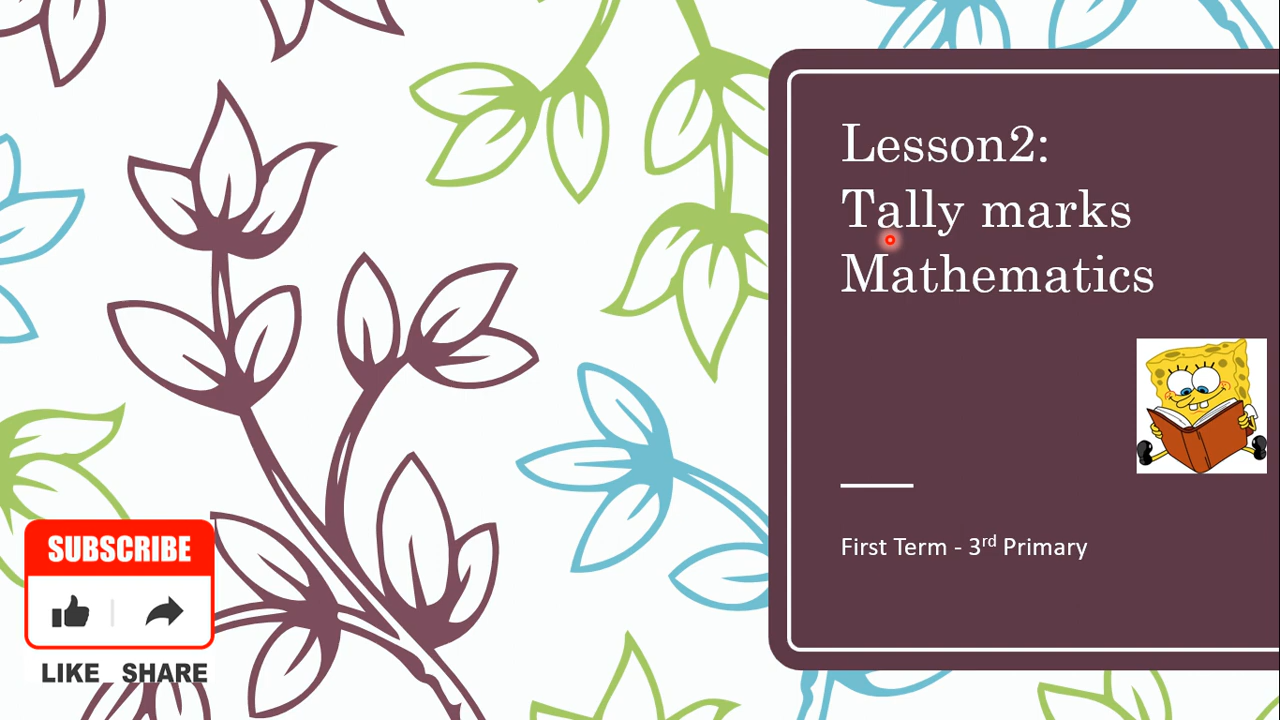 Lesson2:
Tally marks
Mathematics
First Term - 3rd Primary
SUBSCRIBE
LIKE SHARE